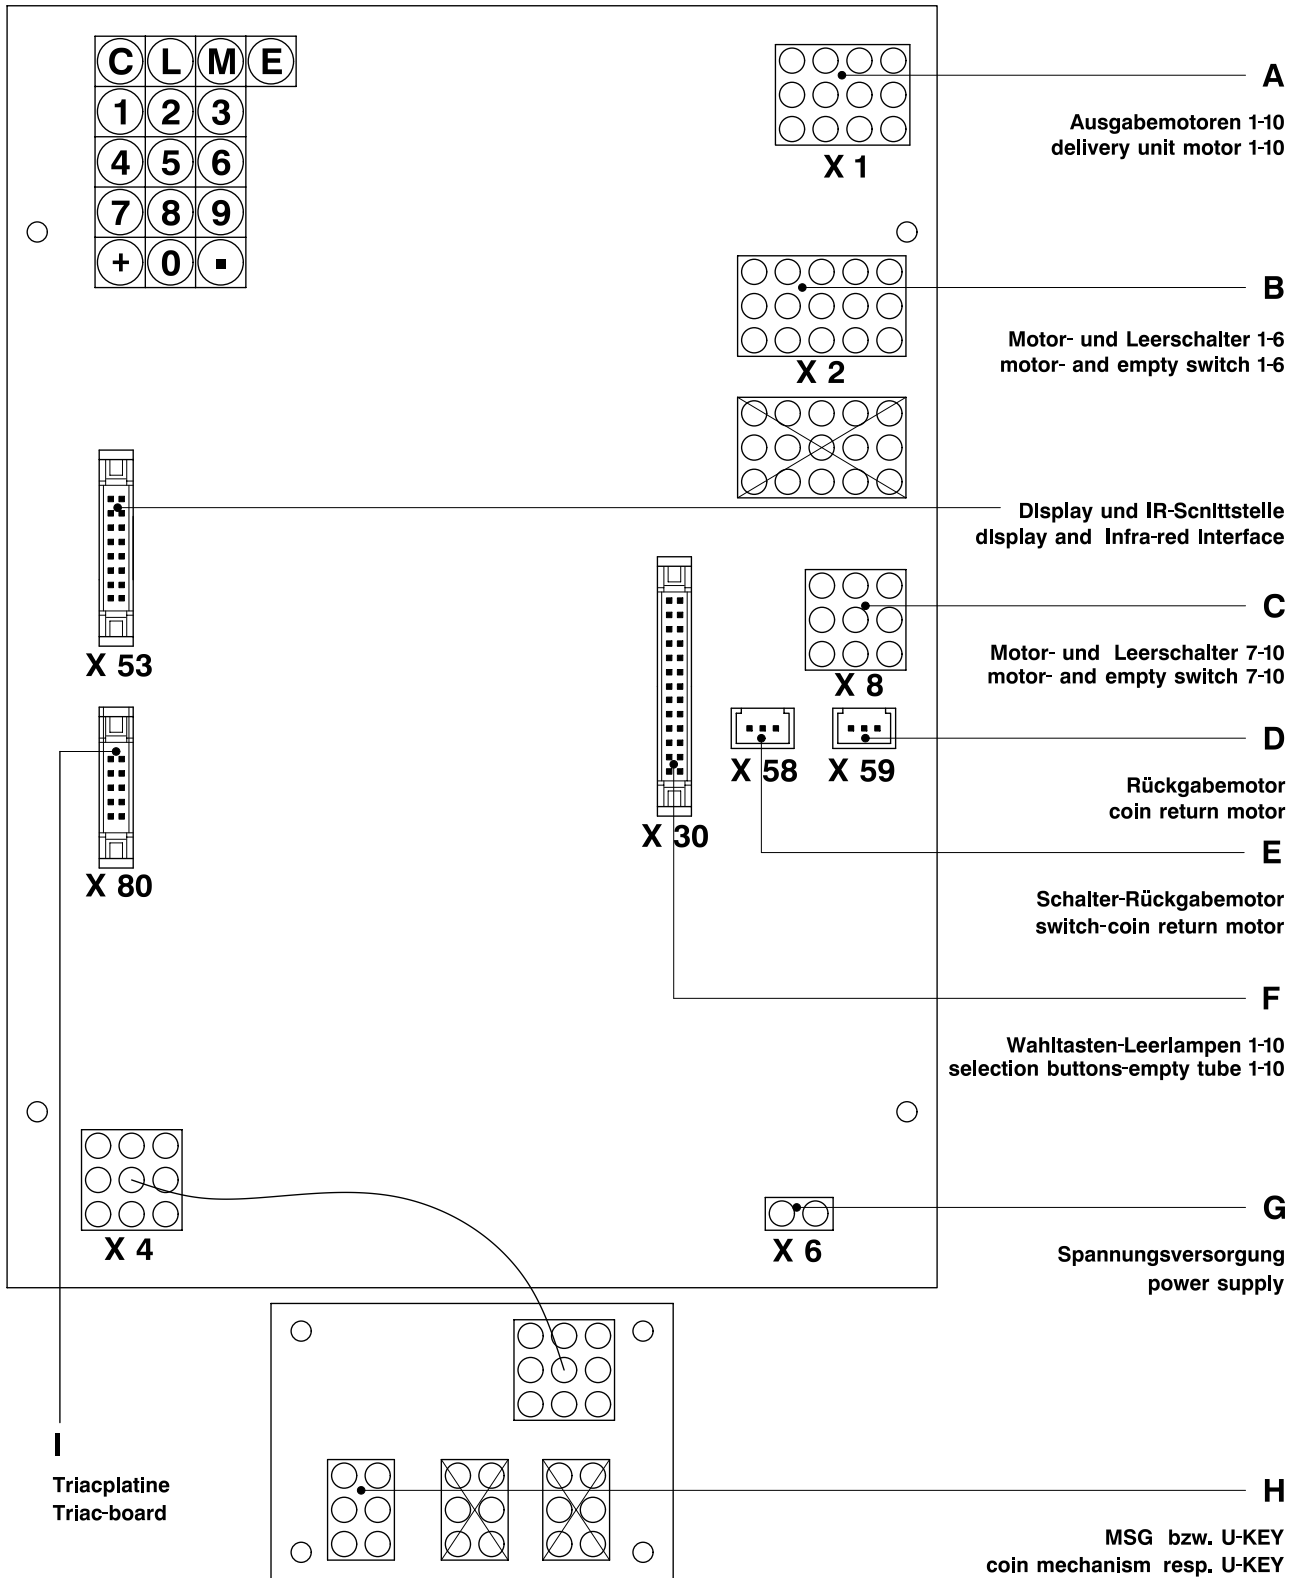 C L M E
1 2 3
4 5 6
7 8 9
+ 0 ▪
X 1
A
Ausgabemotoren 1-10
delivery unit motor 1-10
X 2
B
Motor- und Leerschalter 1-6
motor- and empty switch 1-6
X 53
Display und IR-Scnittstelle
display and Infra-red Interface
X 8
C
Motor- und Leerschalter 7-10
motor- and empty switch 7-10
X 58
X 59
D
Rückgabemotor
coin return motor
X 30
X 80
E
Schalter-Rückgabemotor
switch-coin return motor
F
Wahltasten-Leerlampen 1-10
selection buttons-empty tube 1-10
X 4
X 6
G
Spannungsversorgung
power supply
I
Triacplatine
Triac-board
H
MSG bzw. U-KEY
coin mechanism resp. U-KEY